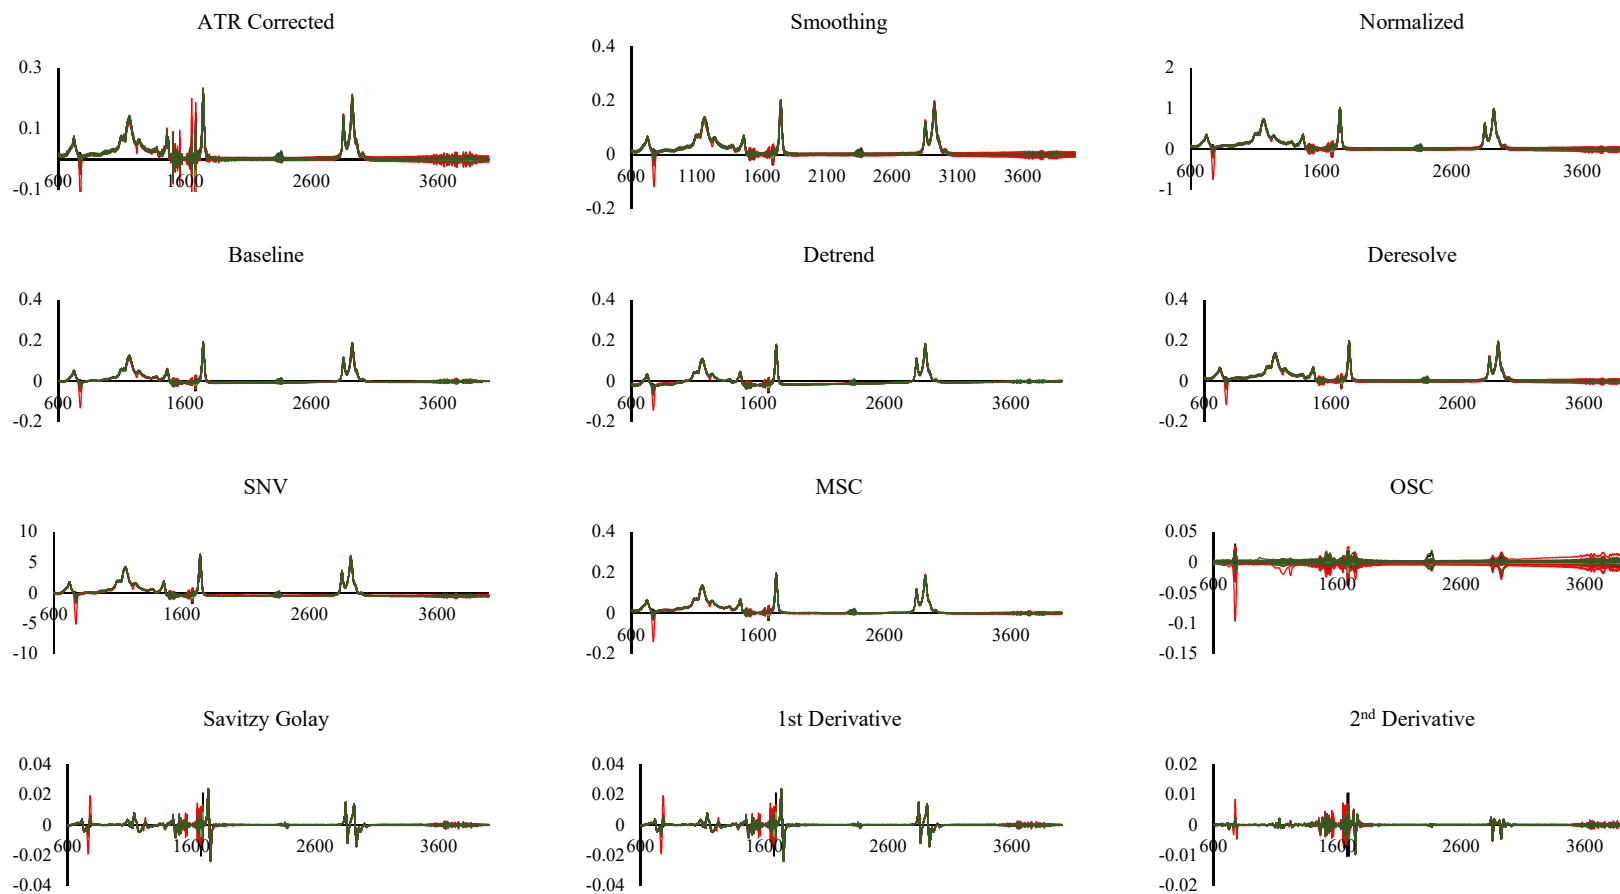 ATR Corrected
0.3
0.1
-0.1
600 1600 2600 3600
Smoothing
0.4
0.2
0
-0.2
600 1100 1600 2100 2600 3100 3600
Normalized
2
1
0
-1
600 1600 2600 3600
Baseline
0.4
0.2
0
-0.2
600 1600 2600 3600
Detrend
0.4
0.2
0
-0.2
600 1600 2600 3600
Deresolve
0.4
0.2
0
-0.2
600 1600 2600 3600
SNV
10
5
0
-5
-10
600 1600 2600 3600
MSC
0.4
0.2
0
-0.2
600 1600 2600 3600
OSC
0.05
0
-0.05
-0.1
-0.15
600 1600 2600 3600
Savitzy Golay
0.04
0.02
0
-0.02
-0.04
600 1600 2600 3600
1st Derivative
0.04
0.02
0
-0.02
-0.04
600 1600 2600 3600
2nd Derivative
0.02
0.01
0
-0.01
-0.02
600 1600 2600 3600